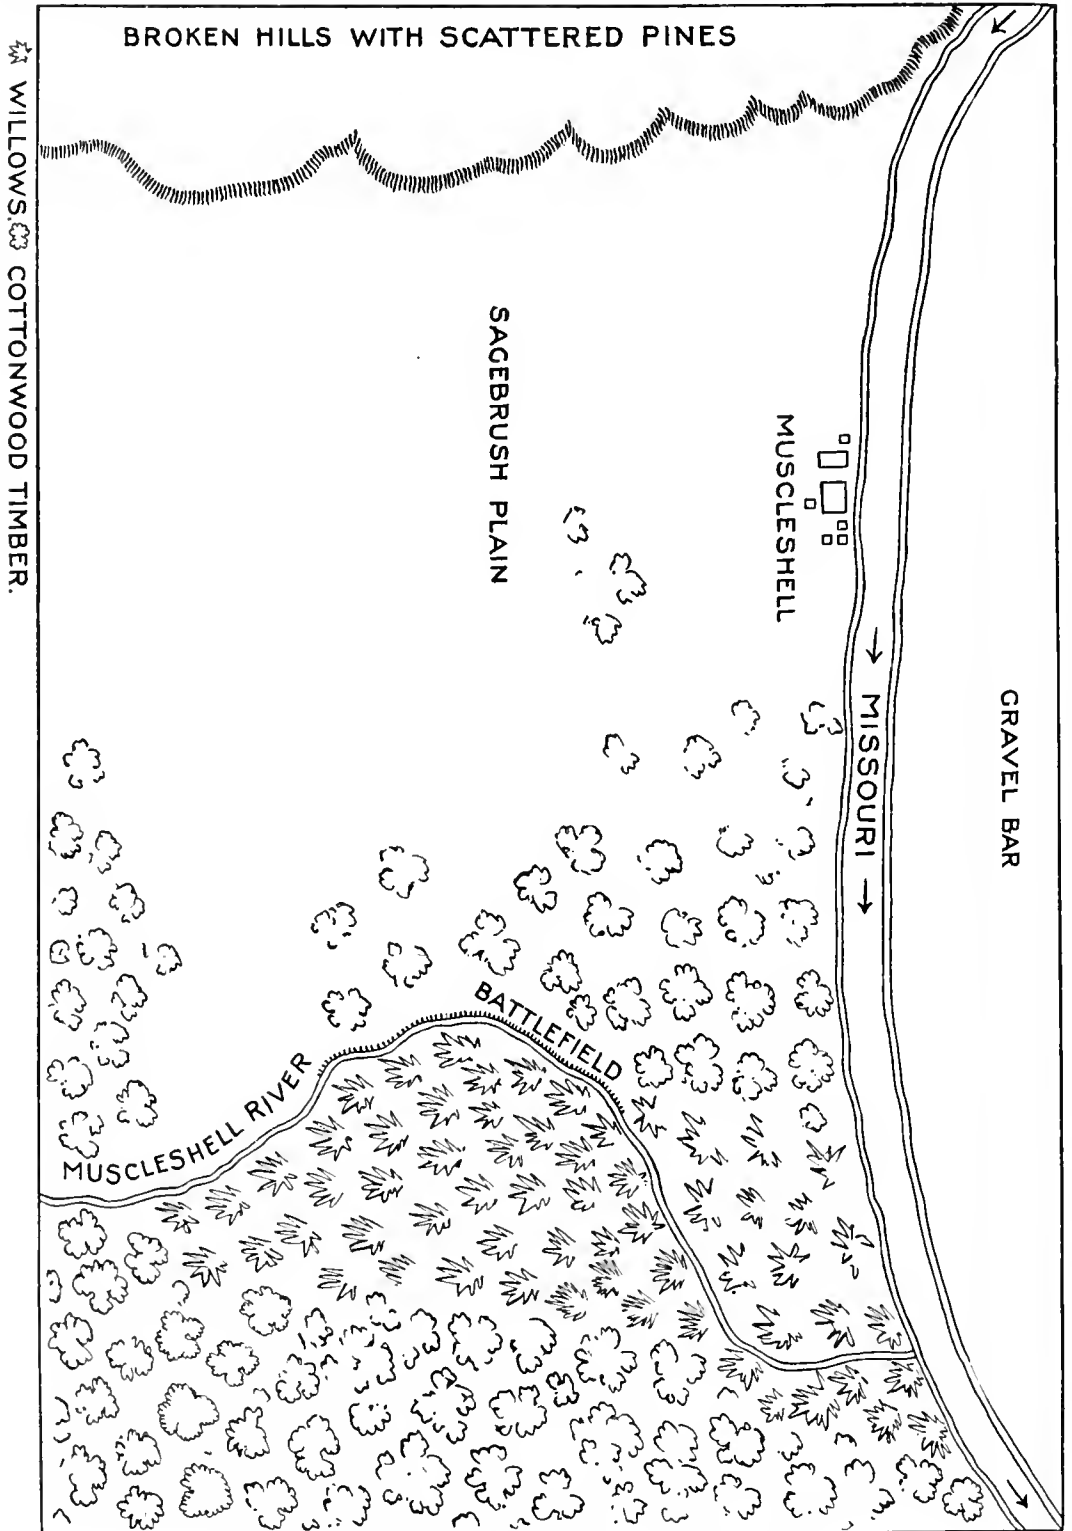 BROKEN HILLS WITH SCATTERED PINES
SAGEBRUSH PLAIN
MUSCLESHELL
MISSOURI
GRAVEL BAR
BATTLEFIELD
MUSCLESHELL RIVER
WILLOWS. COTTONWOOD TIMBER.